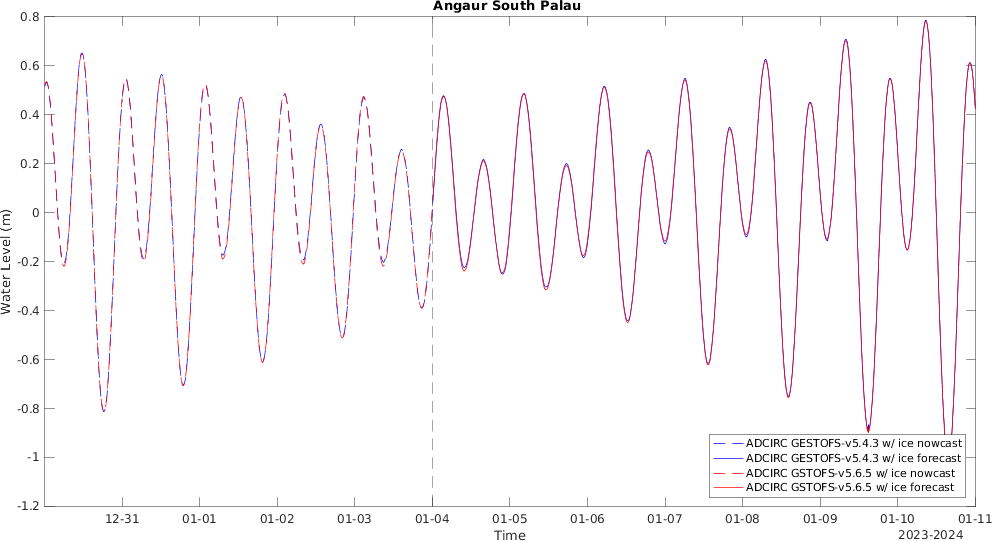 Angaur South Palau
Water Level (m)
0.8
0.6
0.4
0.2
0
-0.2
-0.4
-0.6
-0.8
-1
-1.2
12-31 01-01 01-02 01-03 01-04 01-05 01-06 01-07 01-08 01-09 01-10 01-11
Time
2023-2024
ADCIRC GESTOFS-v5.4.3 w/ ice nowcast
ADCIRC GESTOFS-v5.4.3 w/ ice forecast
ADCIRC GSTOFS-v5.6.5 w/ ice nowcast
ADCIRC GSTOFS-v5.6.5 w/ ice forecast